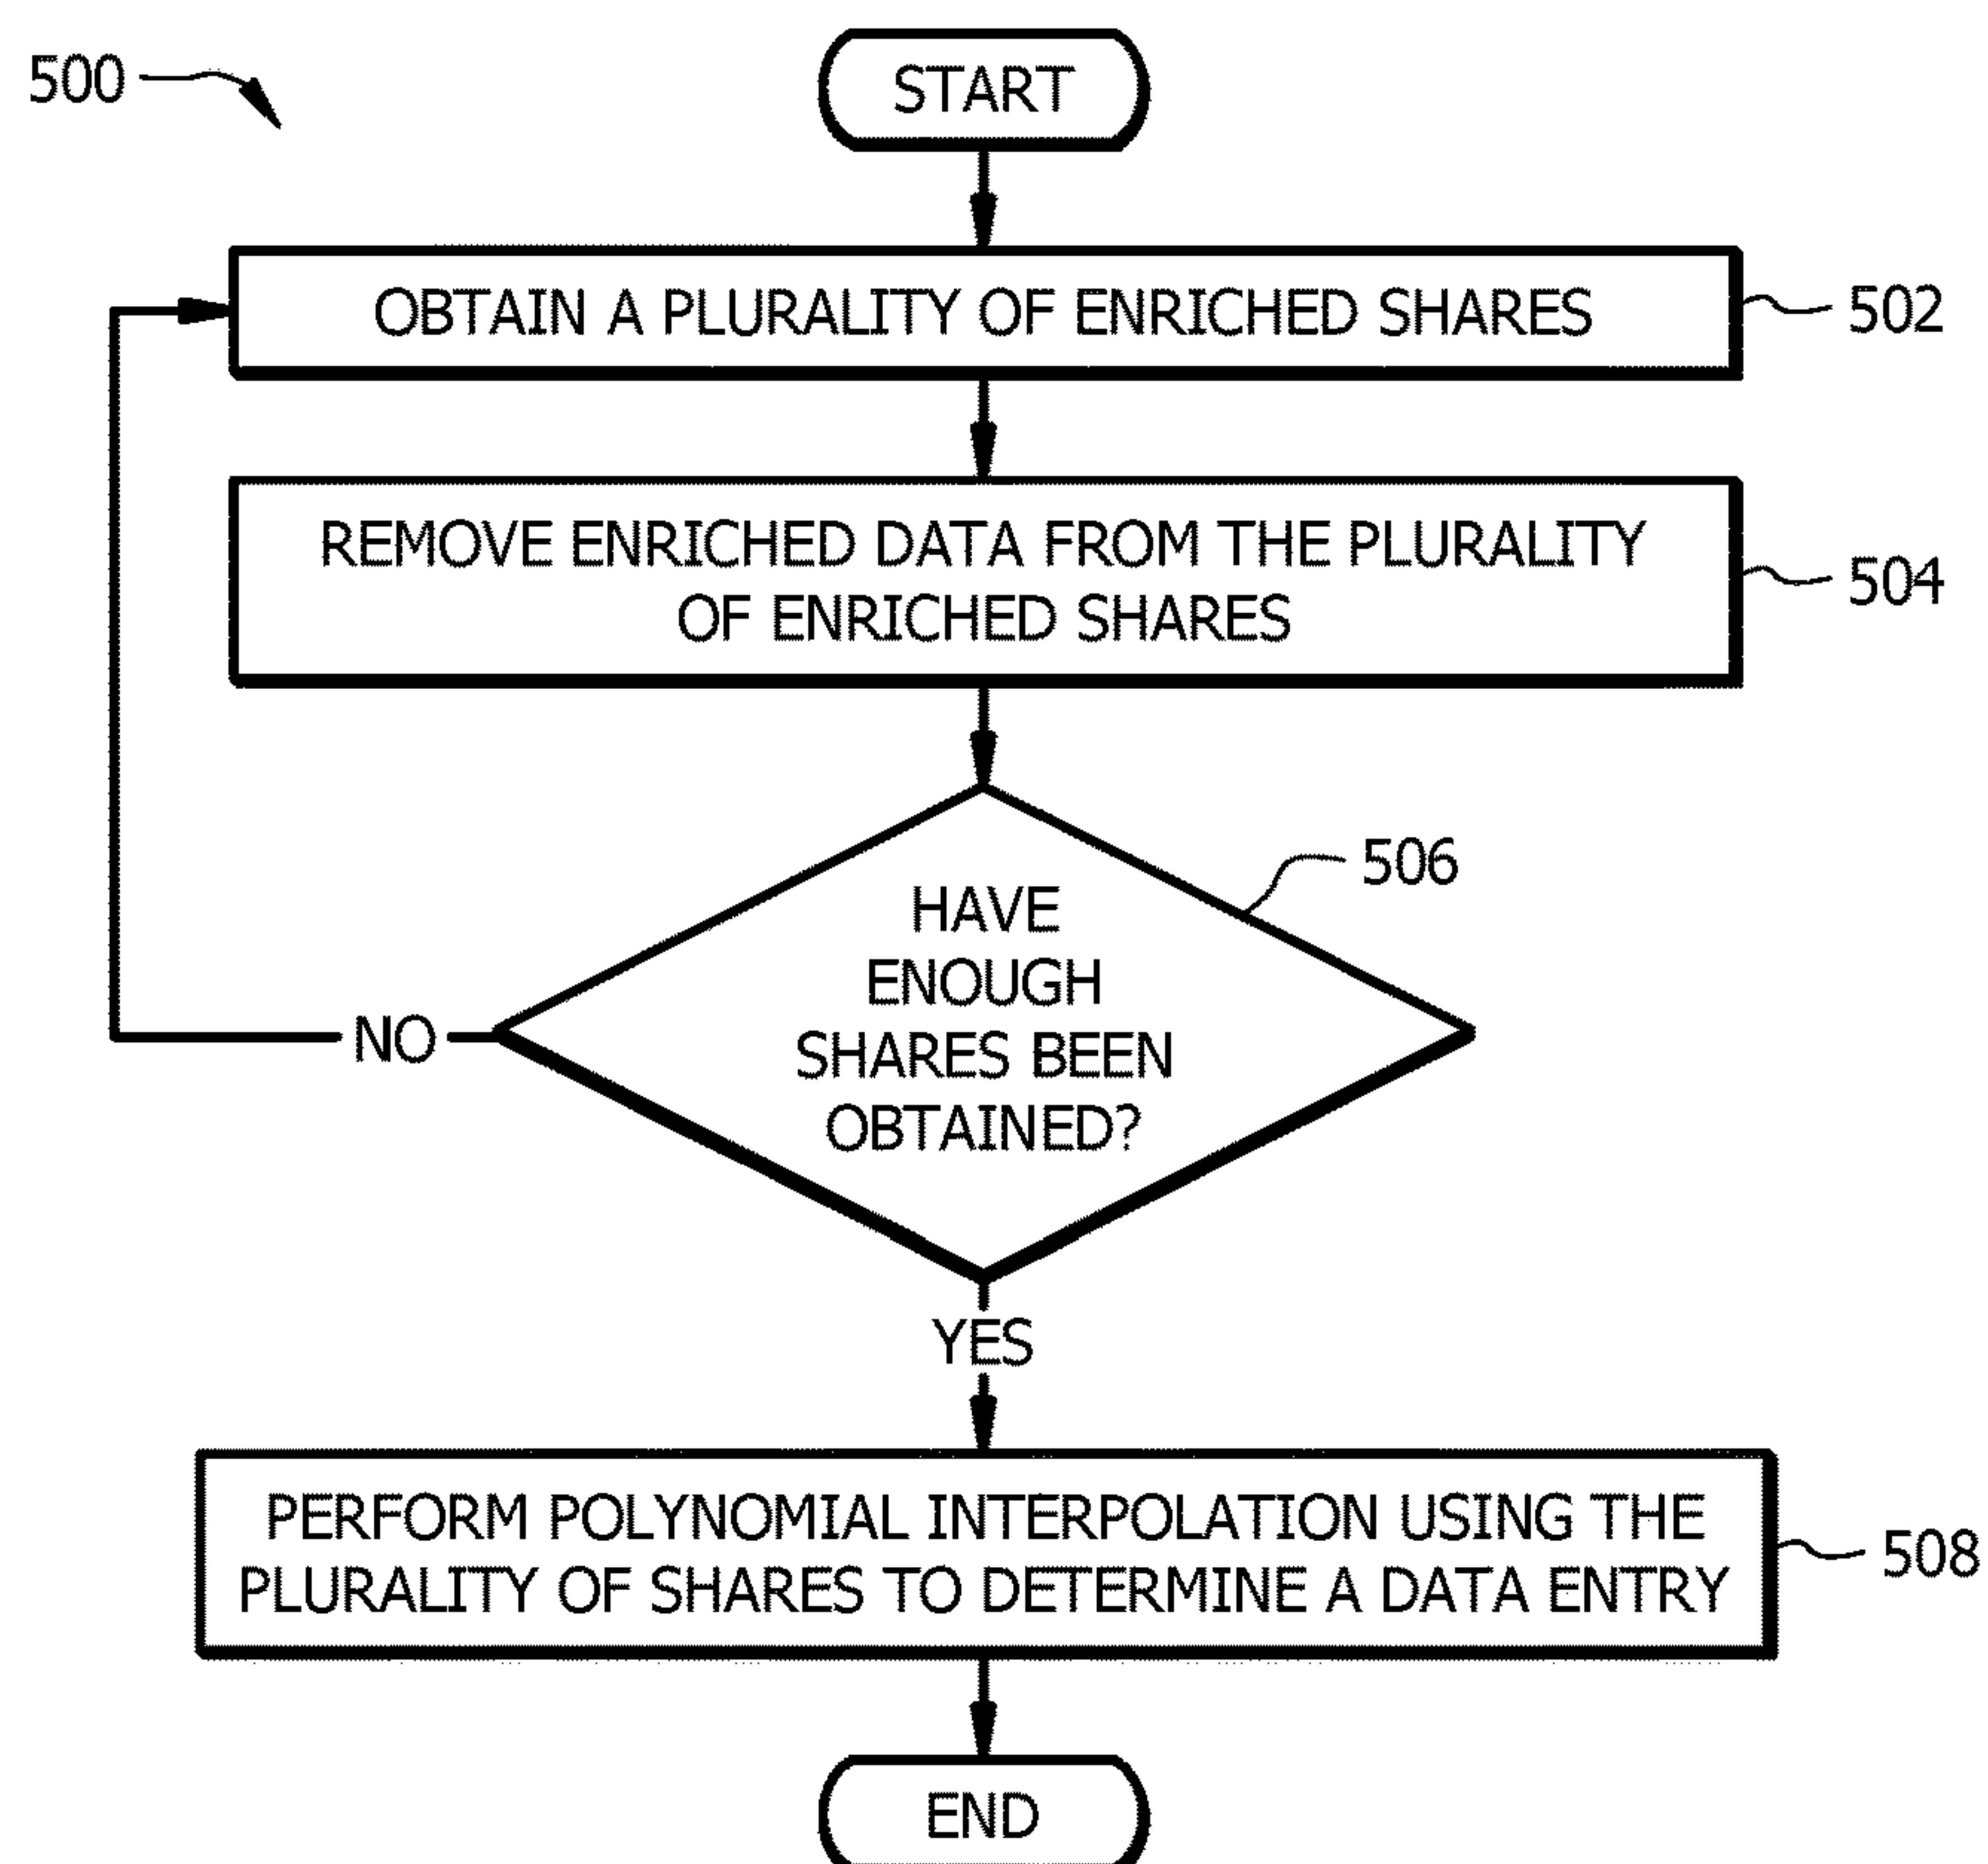 500
START
OBTAIN A PLURALITY OF ENRICHED SHARES
502
REMOVE ENRICHED DATA FROM THE PLURALITY
OF ENRICHED SHARES
504
HAVE
ENOUGH
SHARES BEEN
OBTAINED?
506
NO
YES
PERFORM POLYNOMIAL INTERPOLATION USING THE
PLURALITY OF SHARES TO DETERMINE A DATA ENTRY
508
END